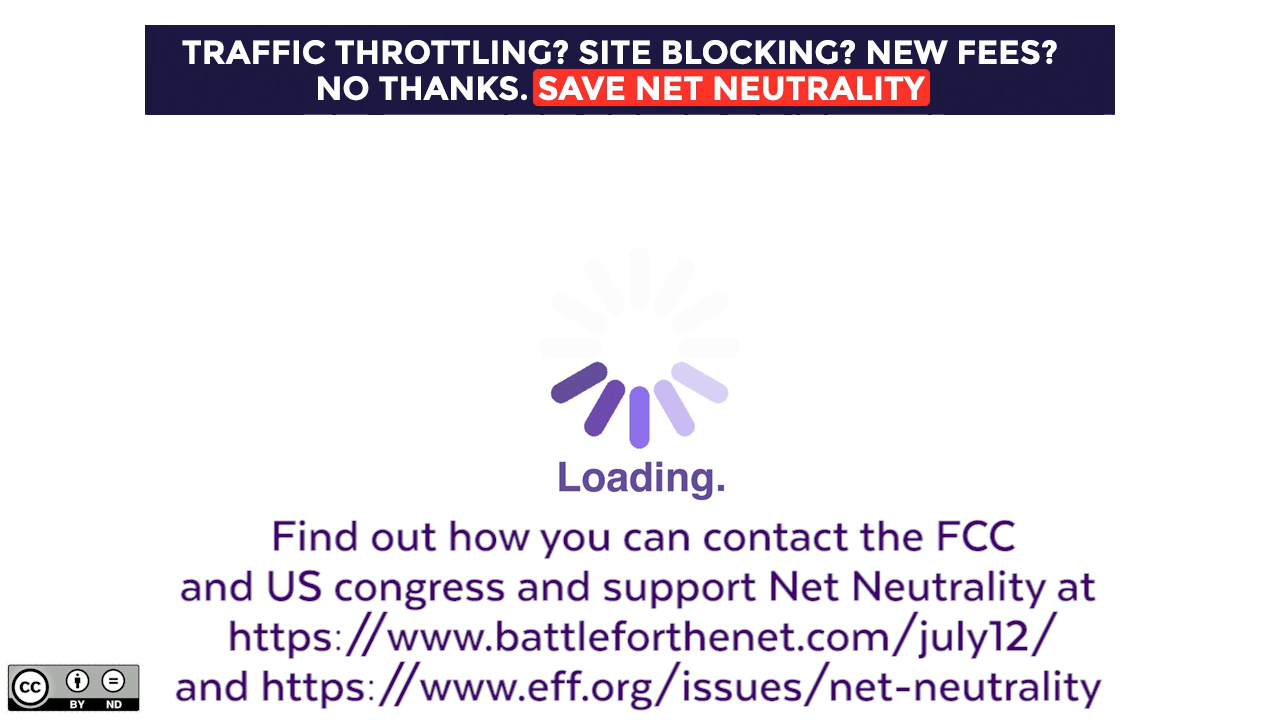 TRAFFIC THROTTLING? SITE BLOCKING? NEW FEES?
NO THANKS. SAVE NET NEUTRALITY
Loading.
Find out how you can contact the FCC
and US congress and support Net Neutrality at
https://www.battleforthenet.com/july12/
and https://www.eff.org/issues/net-neutrality
cc BY ND